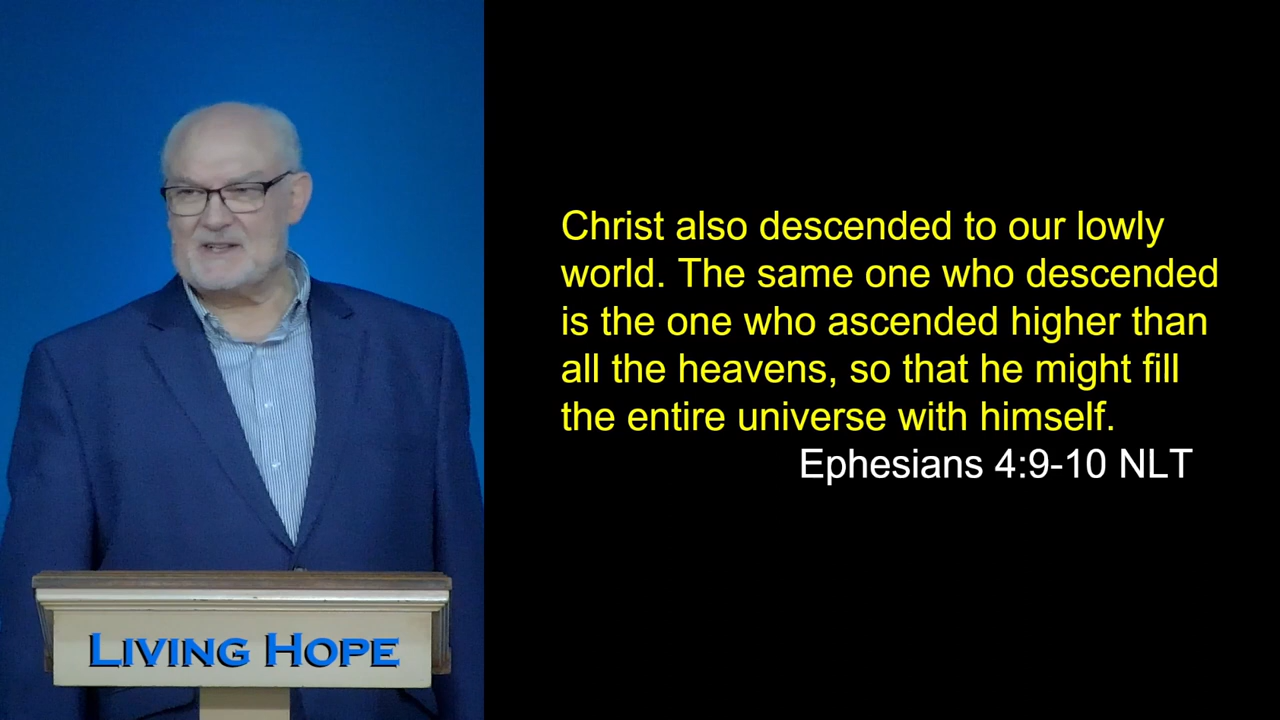 Christ also descended to our lowly
world. The same one who descended
is the one who ascended higher than
all the heavens, so that he might fill
the entire universe with himself.
Ephesians 4:9-10 NLT
LIVING HOPE